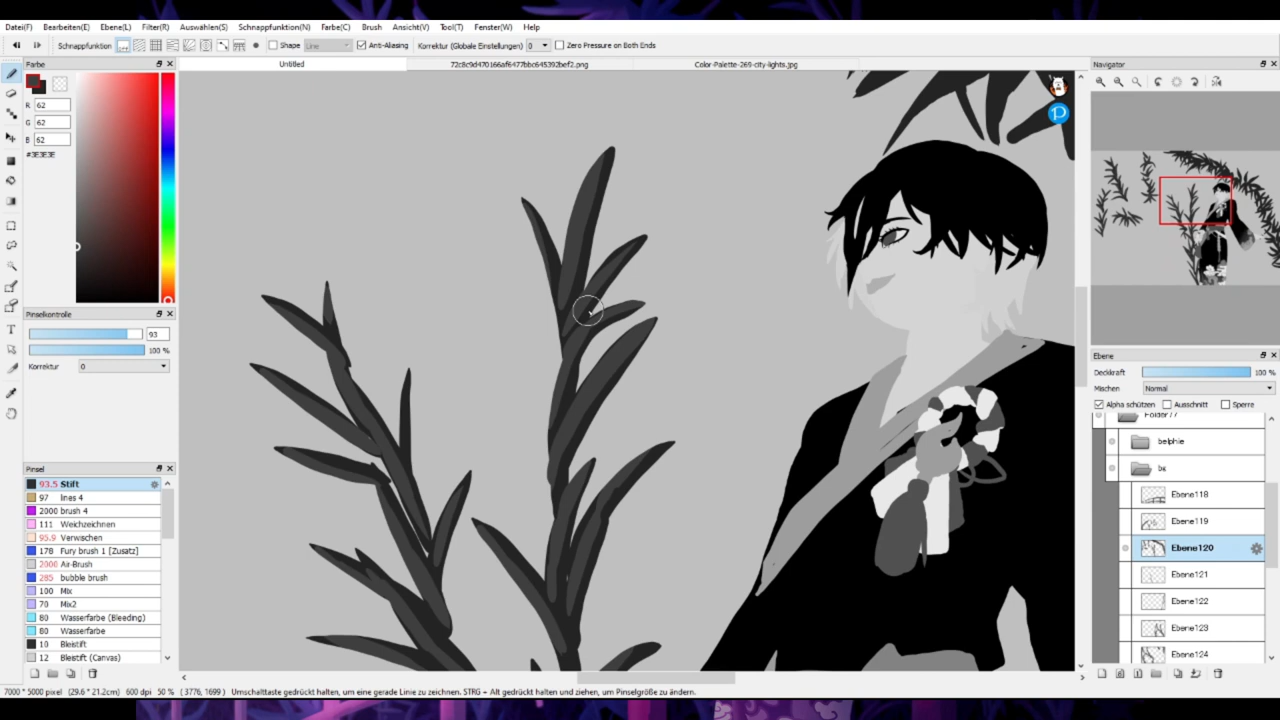 Datei(F) Bearbeiten(E) Ebene(L) Filter(R) Auswählen(S) Schnappfunktion(N) Farbe(C) Brush Ansicht(V) Tool(T) Fenster(W) Help
Schnappfunktion Shape Line Anti-Aliasing Korrektur (Globale Einstellungen) 0 Zero Pressure on Both Ends
Farbe
Untitled 72c8c9d470166af6477bbc645392bef2.png Color-Palette-269-city-lights.jpg
Navigator
R 62
G 62
B 62
#3E3E3E
Pinselkontrolle
93
100 %
Korrektur 0
Pinsel
93.5 Stift
97 lines 4
2000 brush 4
111 Weichzeichnen
95.9 Verwischen
178 Fury brush 1 [Zusatz]
2000 Air-Brush
285 bubble brush
100 Mix
70 Mix2
80 Wasserfarbe (Bleeding)
80 Wasserfarbe
10 Bleistift
12 Bleistift (Canvas)
Ebene
Deckkraft 100 %
Mischen Normal
Alpha schützen Ausschnitt Sperre
Folder77
belphie
bg
Ebene118
Ebene119
Ebene120
Ebene121
Ebene122
Ebene123
Ebene124
7000 * 5000 pixel (29.6 * 21.2cm) 600 dpi 50 % ( 3776, 1699 ) Umschalttaste gedrückt halten, um eine gerade Linie zu zeichnen. STRG + Alt gedrückt halten und ziehen, um Pinselgröße zu ändern.